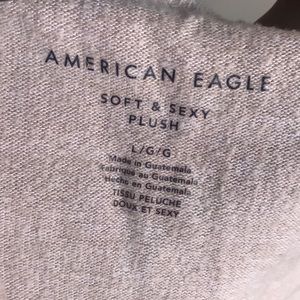 AMERICAN EAGLE
SOFT & SEXY
PLUSH
L/G/G
Made in Guatemala
Fabriqué au Guatemala
Hecho en Guatemala
TISSU PELUCHE
DOUX ET SEXY